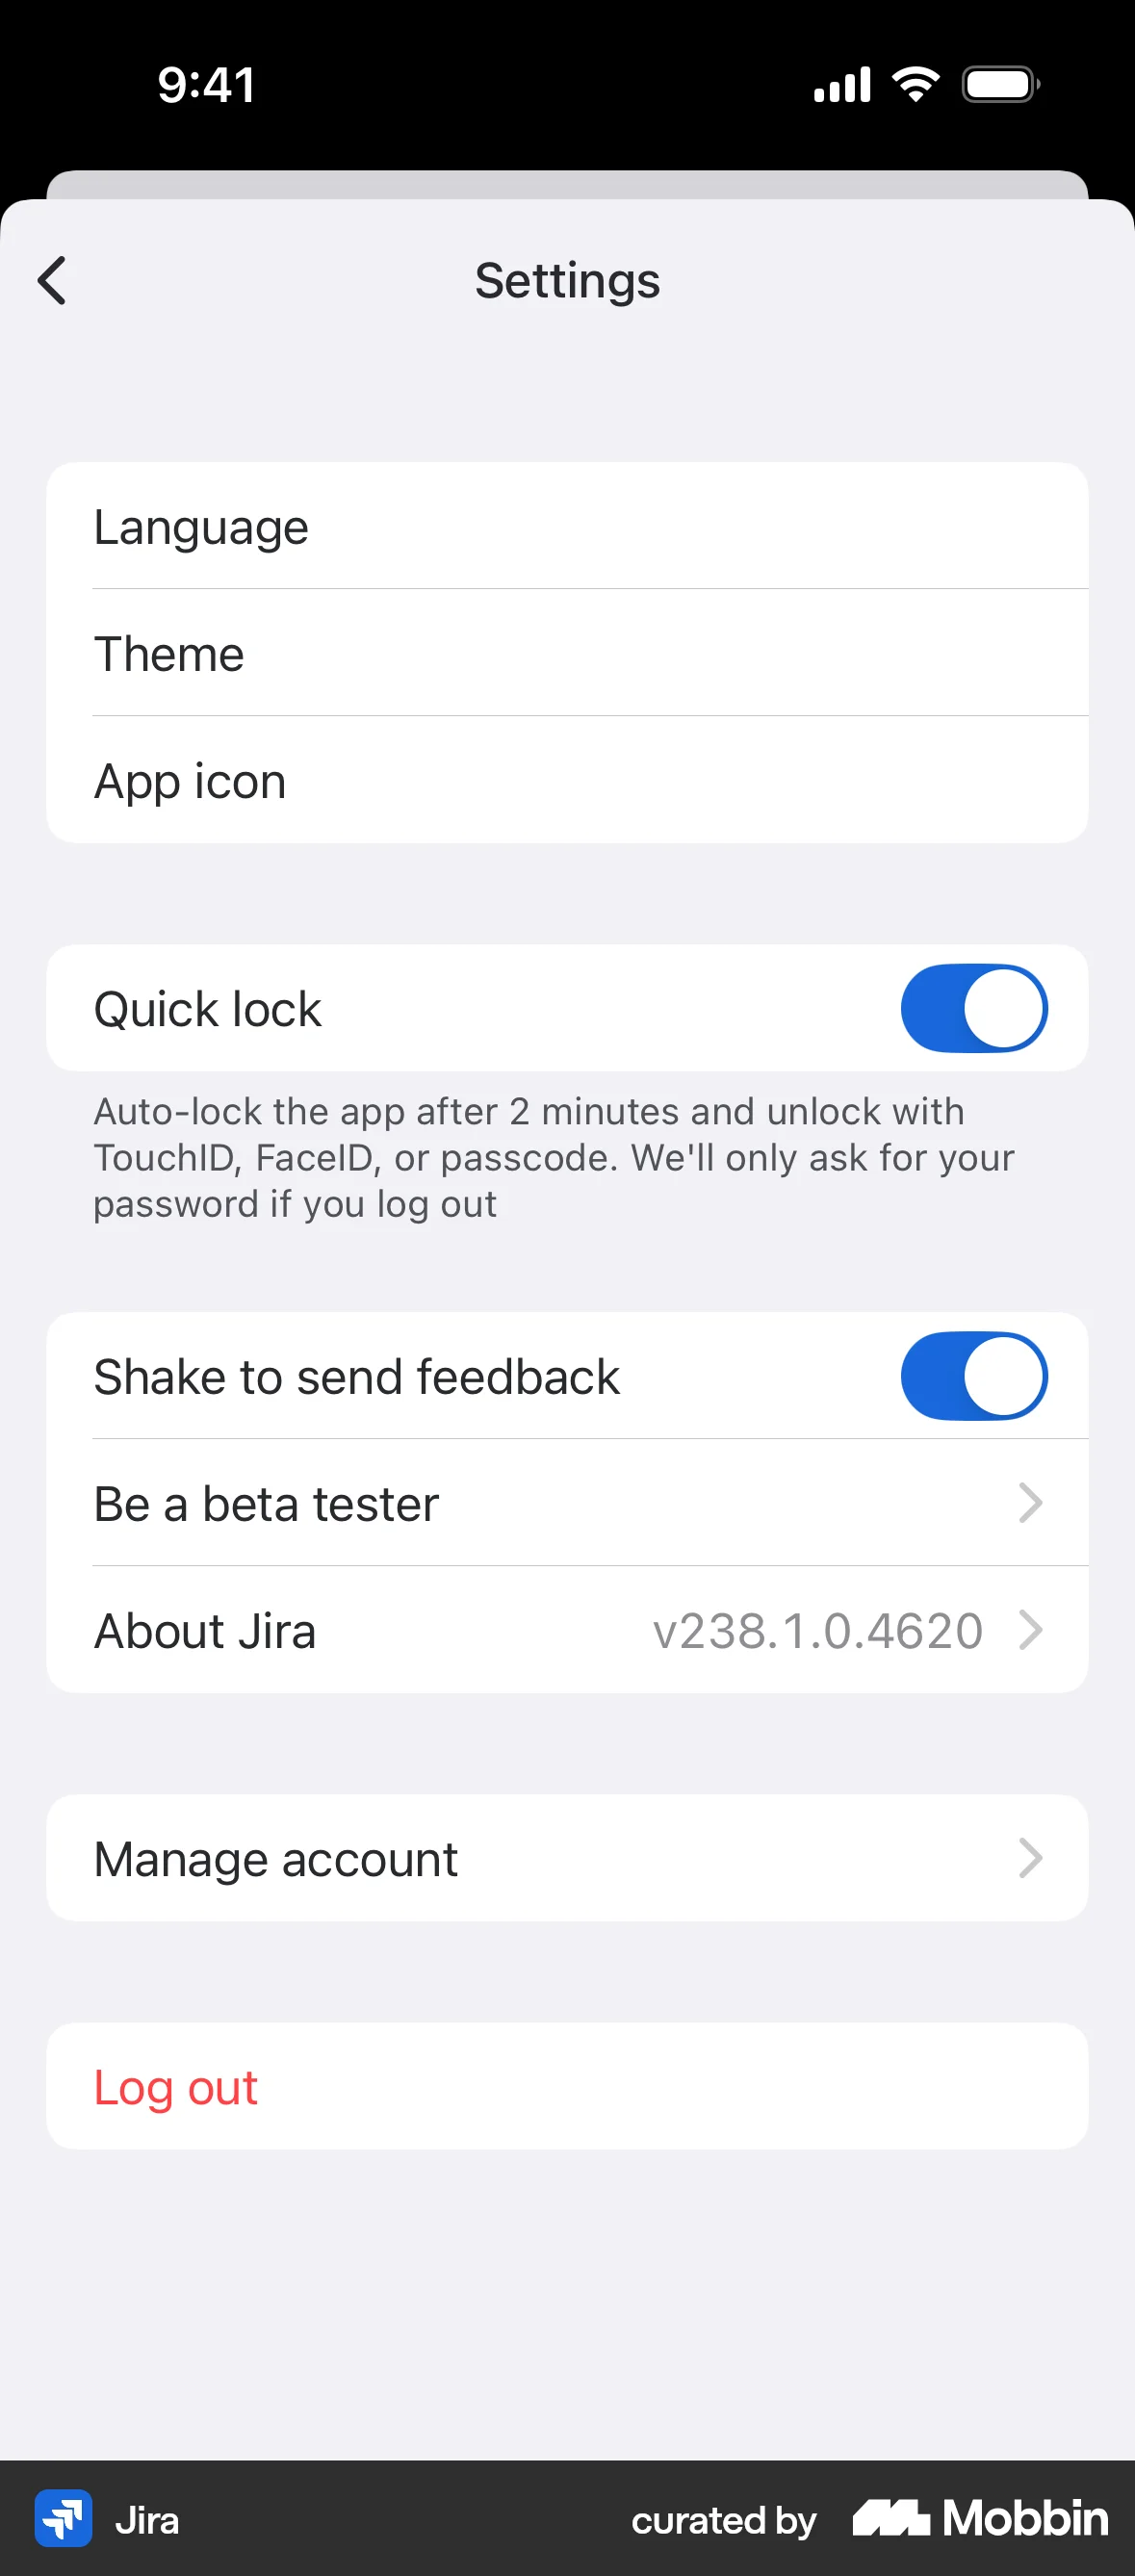 9:41
Settings
Language
Theme
App icon
Quick lock
Auto-lock the app after 2 minutes and unlock with
TouchID, FaceID, or passcode. We'll only ask for your
password if you log out
Shake to send feedback
Be a beta tester
About Jira v238.1.0.4620
Manage account
Log out
Jira curated by Mobbin